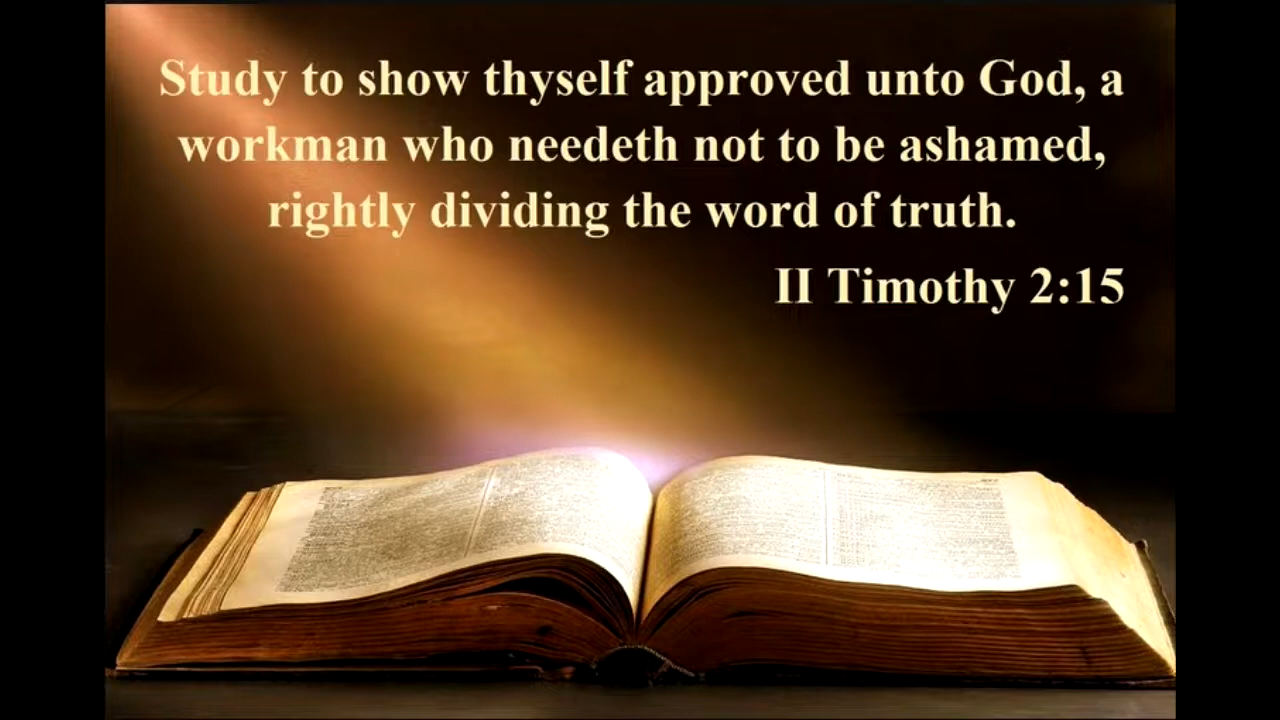 Study to show thyself approved unto God, a
workman who needeth not to be ashamed,
rightly dividing the word of truth.
II Timothy 2:15